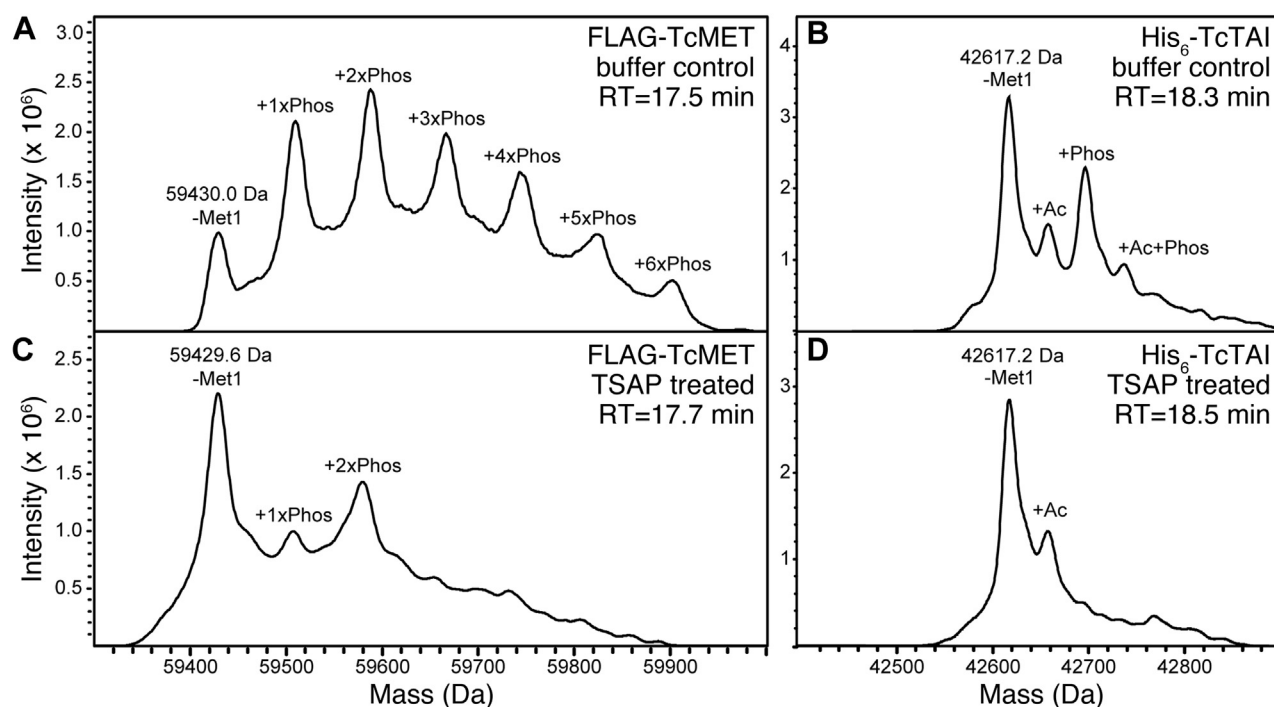 A
FLAG-TcMET
buffer control
RT=17.5 min
Intensity (x 10⁶)
3.0
2.5
2.0
1.5
1.0
0.5
59430.0 Da
-Met1
+1xPhos
+2xPhos
+3xPhos
+4xPhos
+5xPhos
+6xPhos
B
His₆-TcTAI
buffer control
RT=18.3 min
4
3
2
1
42617.2 Da
-Met1
+Ac
+Phos
+Ac+Phos
C
FLAG-TcMET
TSAP treated
RT=17.7 min
Intensity (x 10⁶)
2.5
2.0
1.5
1.0
0.5
59429.6 Da
-Met1
+1xPhos
+2xPhos
59400
59500
59600
59700
59800
59900
Mass (Da)
D
His₆-TcTAI
TSAP treated
RT=18.5 min
3
2
1
42617.2 Da
-Met1
+Ac
42500
42600
42700
42800
Mass (Da)